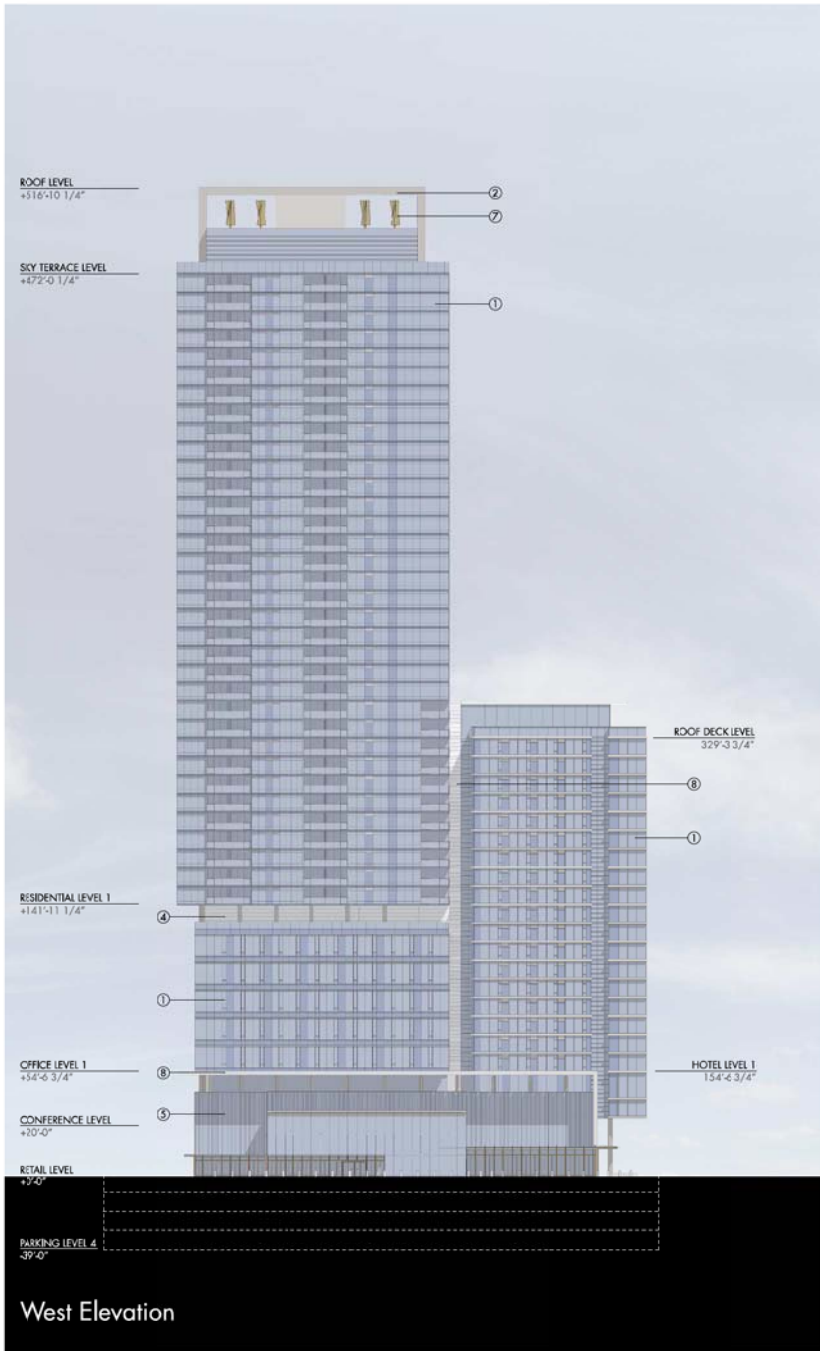 ROOF LEVEL
+516'-10 1/4"
②
⑦
SKY TERRACE LEVEL
+472'-0 1/4"
①
ROOF DECK LEVEL
329'-3 3/4"
⑧
①
RESIDENTIAL LEVEL 1
+141'-11 1/4"
④
①
OFFICE LEVEL 1
+54'-6 3/4"
⑧
HOTEL LEVEL 1
154'-6 3/4"
⑤
CONFERENCE LEVEL
+20'-0"
RETAIL LEVEL
+0'-0"
PARKING LEVEL 4
-39'-0"
West Elevation